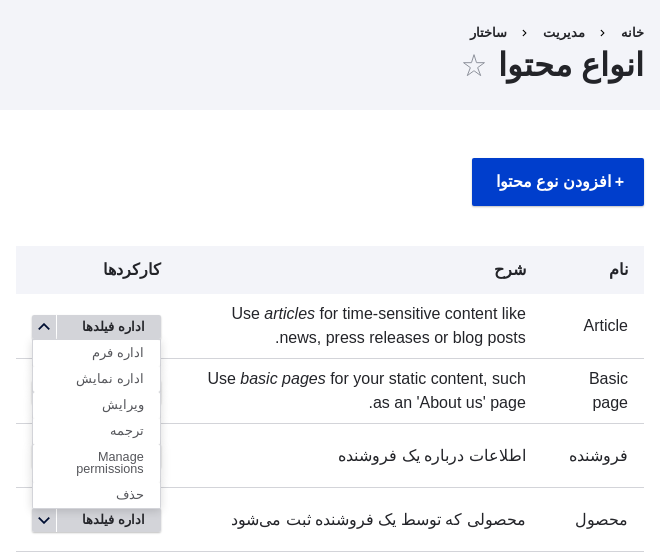 خانه › مدیریت › ساختار
انواع محتوا ☆
+ افزودن نوع محتوا
نام شرح کارکردها
Article
Use articles for time-sensitive content like
news, press releases or blog posts.
اداره فیلدها
اداره فرم
اداره نمایش
ویرایش
ترجمه
Manage
permissions
حذف
Basic
page
Use basic pages for your static content, such
as an 'About us' page.
فروشنده
اطلاعات درباره یک فروشنده
محصول
محصولی که توسط یک فروشنده ثبت می‌شود
اداره فیلدها